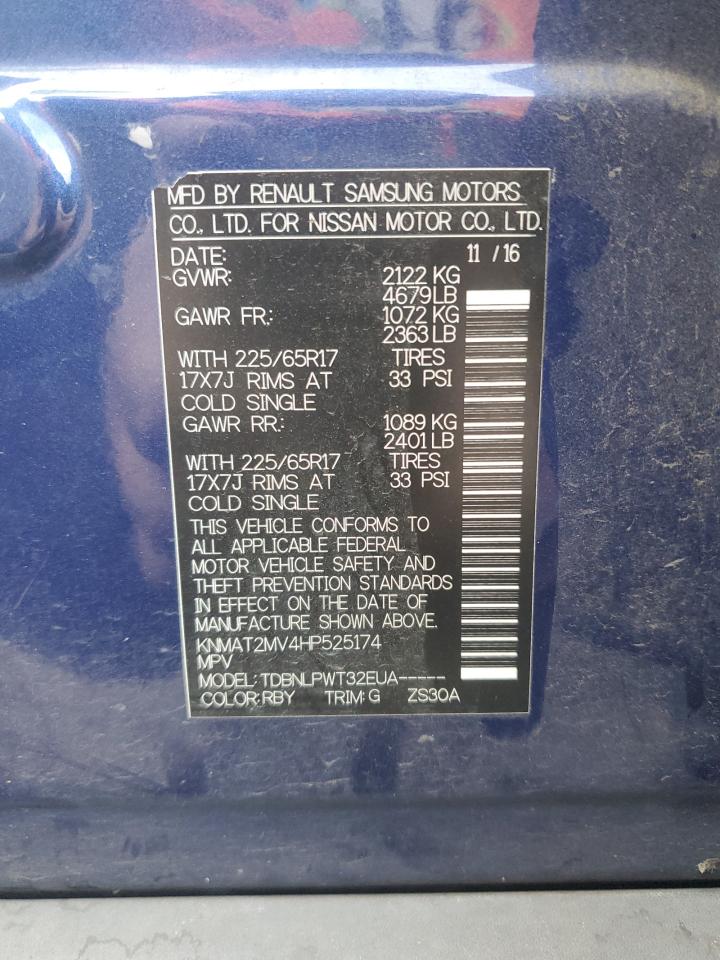 MFD BY RENAULT SAMSUNG MOTORS
CO., LTD. FOR NISSAN MOTOR CO., LTD.
DATE: 11 / 16
GVWR: 2122 KG
4679 LB
GAWR FR: 1072 KG
2363 LB
WITH 225/65R17 TIRES
17X7J RIMS AT 33 PSI
COLD SINGLE
GAWR RR: 1089 KG
2401 LB
WITH 225/65R17 TIRES
17X7J RIMS AT 33 PSI
COLD SINGLE
THIS VEHICLE CONFORMS TO
ALL APPLICABLE FEDERAL
MOTOR VEHICLE SAFETY AND
THEFT PREVENTION STANDARDS
IN EFFECT ON THE DATE OF
MANUFACTURE SHOWN ABOVE.
KNMAT2MV4HP525174
MPV
MODEL: TDBNLPWT32EUA-----
COLOR:RBY TRIM: G ZS30A